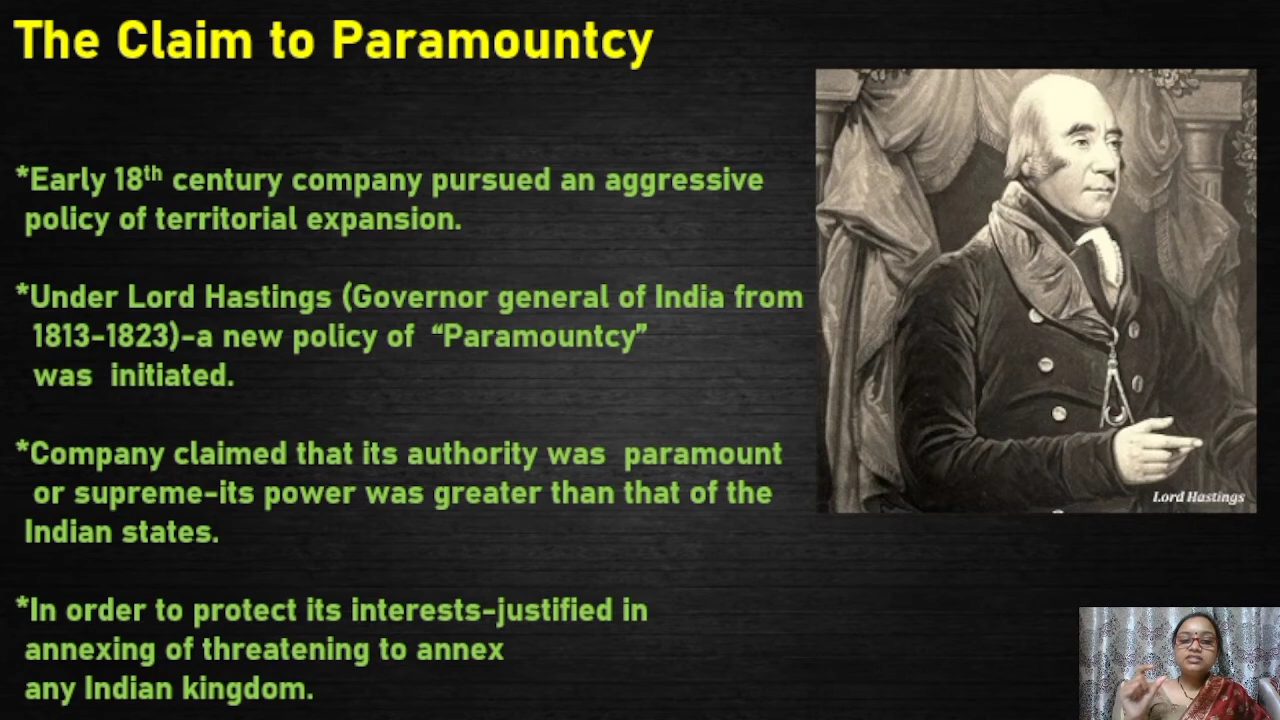 The Claim to Paramountcy
*Early 18th century company pursued an aggressive
policy of territorial expansion.
*Under Lord Hastings (Governor general of India from
1813-1823)-a new policy of “Paramountcy”
was initiated.
*Company claimed that its authority was paramount
or supreme-its power was greater than that of the
Indian states.
*In order to protect its interests-justified in
annexing of threatening to annex
any Indian kingdom.
Lord Hastings